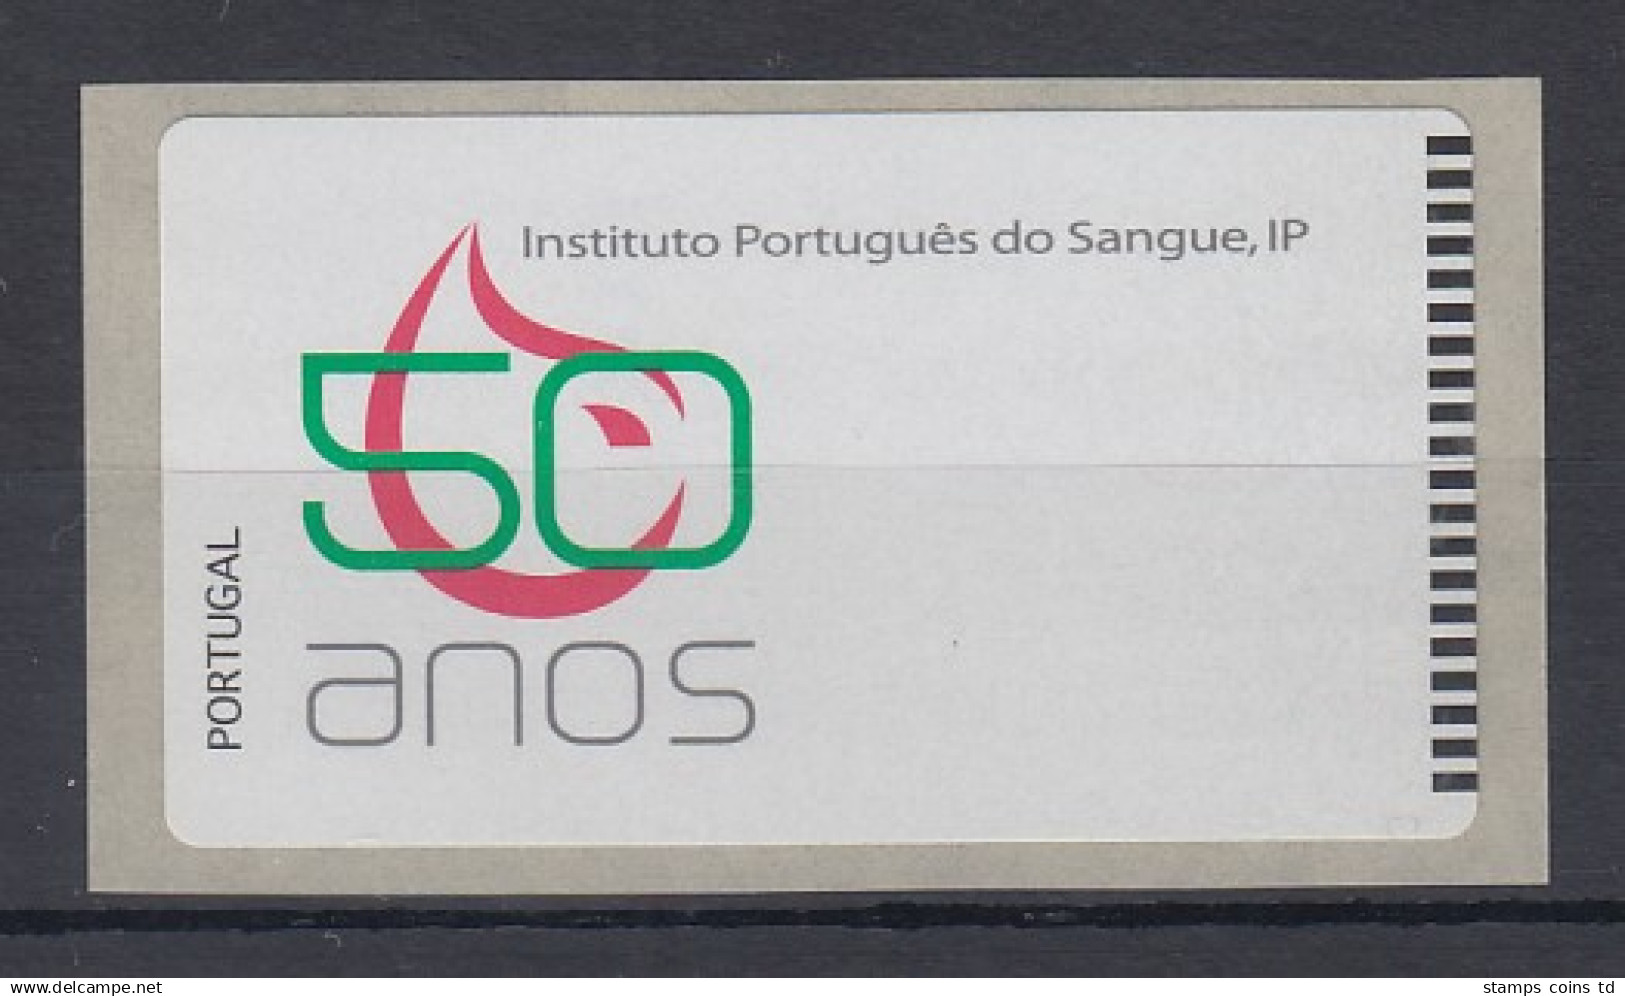 Instituto Português do Sangue, IP
50
anos
PORTUGAL
www.delcampe.net
stamps coins td